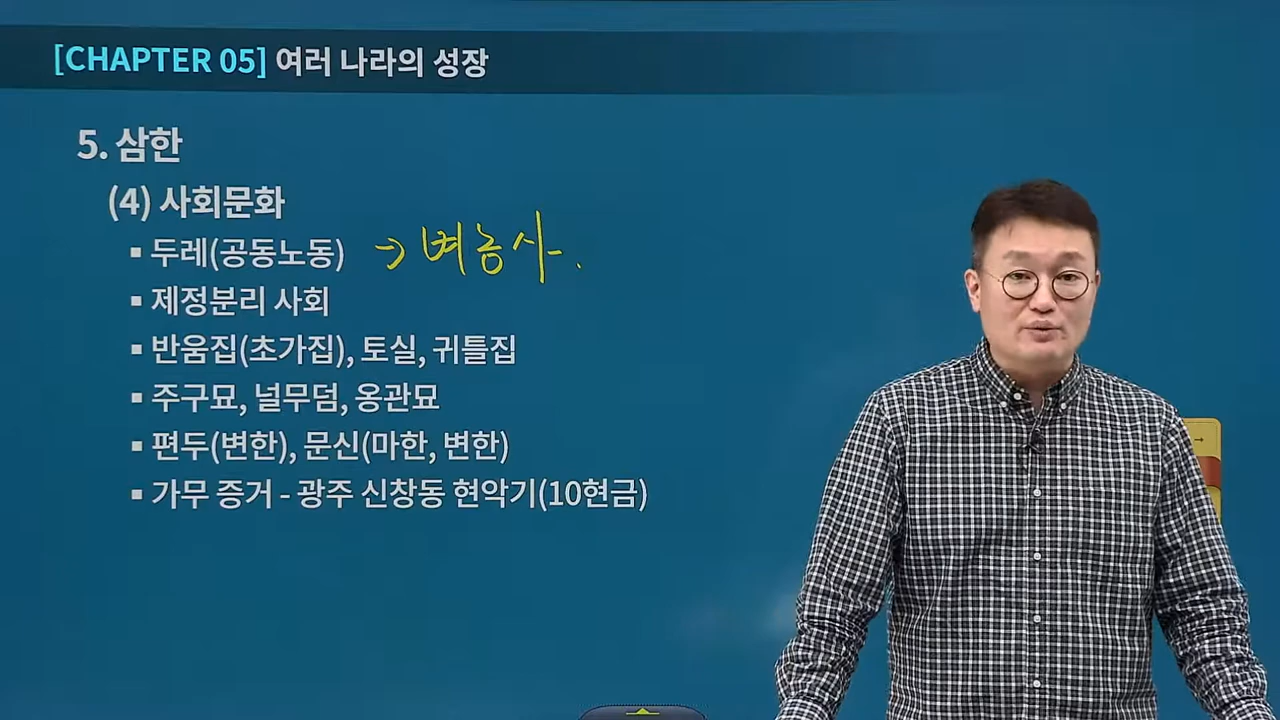 [CHAPTER 05] 여러 나라의 성장
5. 삼한
(4) 사회문화
▪ 두레(공동노동) → 벼농사.
▪ 제정분리 사회
▪ 반움집(초가집), 토실, 귀틀집
▪ 주구묘, 널무덤, 옹관묘
▪ 편두(변한), 문신(마한, 변한)
▪ 가무 증거 - 광주 신창동 현악기(10현금)